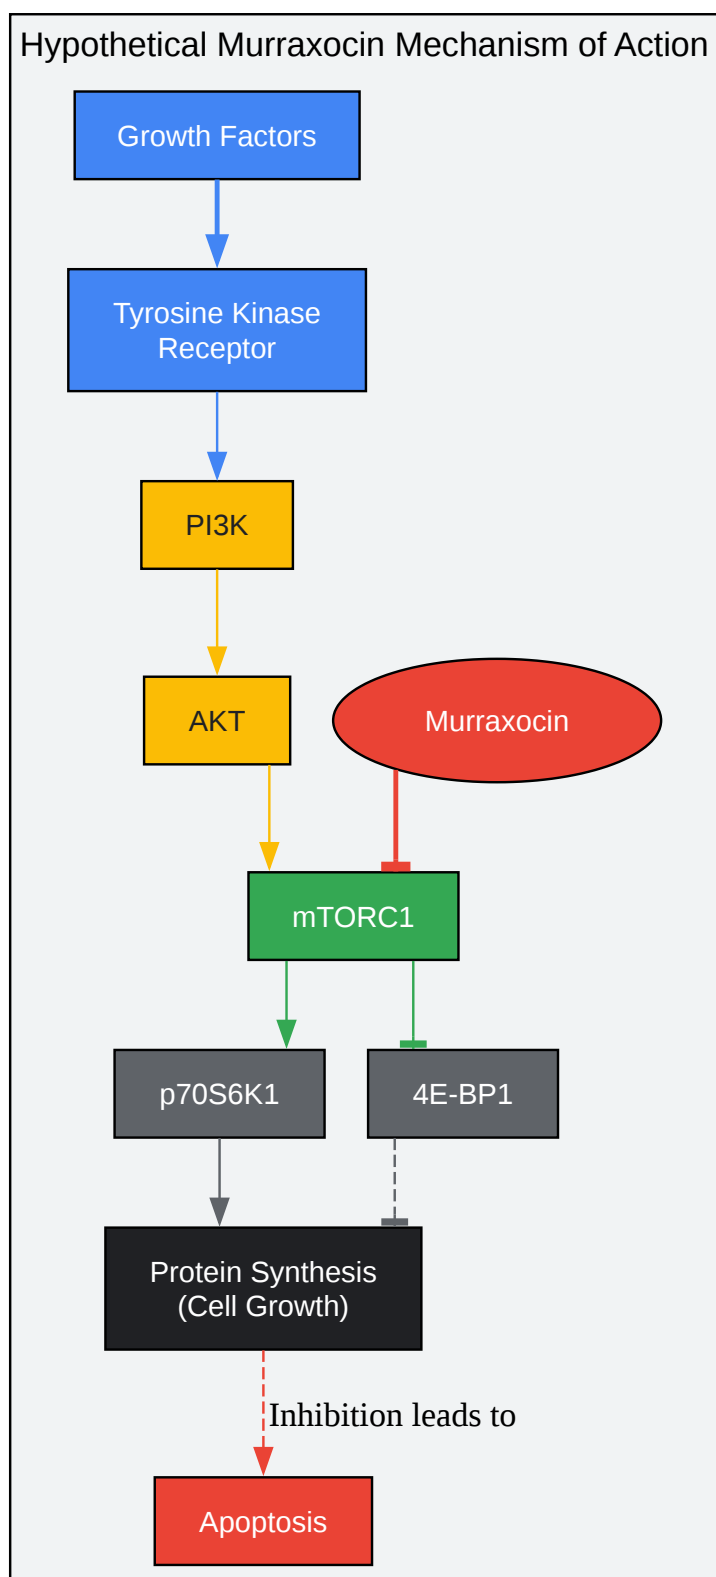 Hypothetical Murraxocin Mechanism of Action
Growth Factors
Tyrosine Kinase
Receptor
PI3K
AKT
Murraxocin
mTORC1
p70S6K1
4E-BP1
Protein Synthesis
(Cell Growth)
Inhibition leads to
Apoptosis